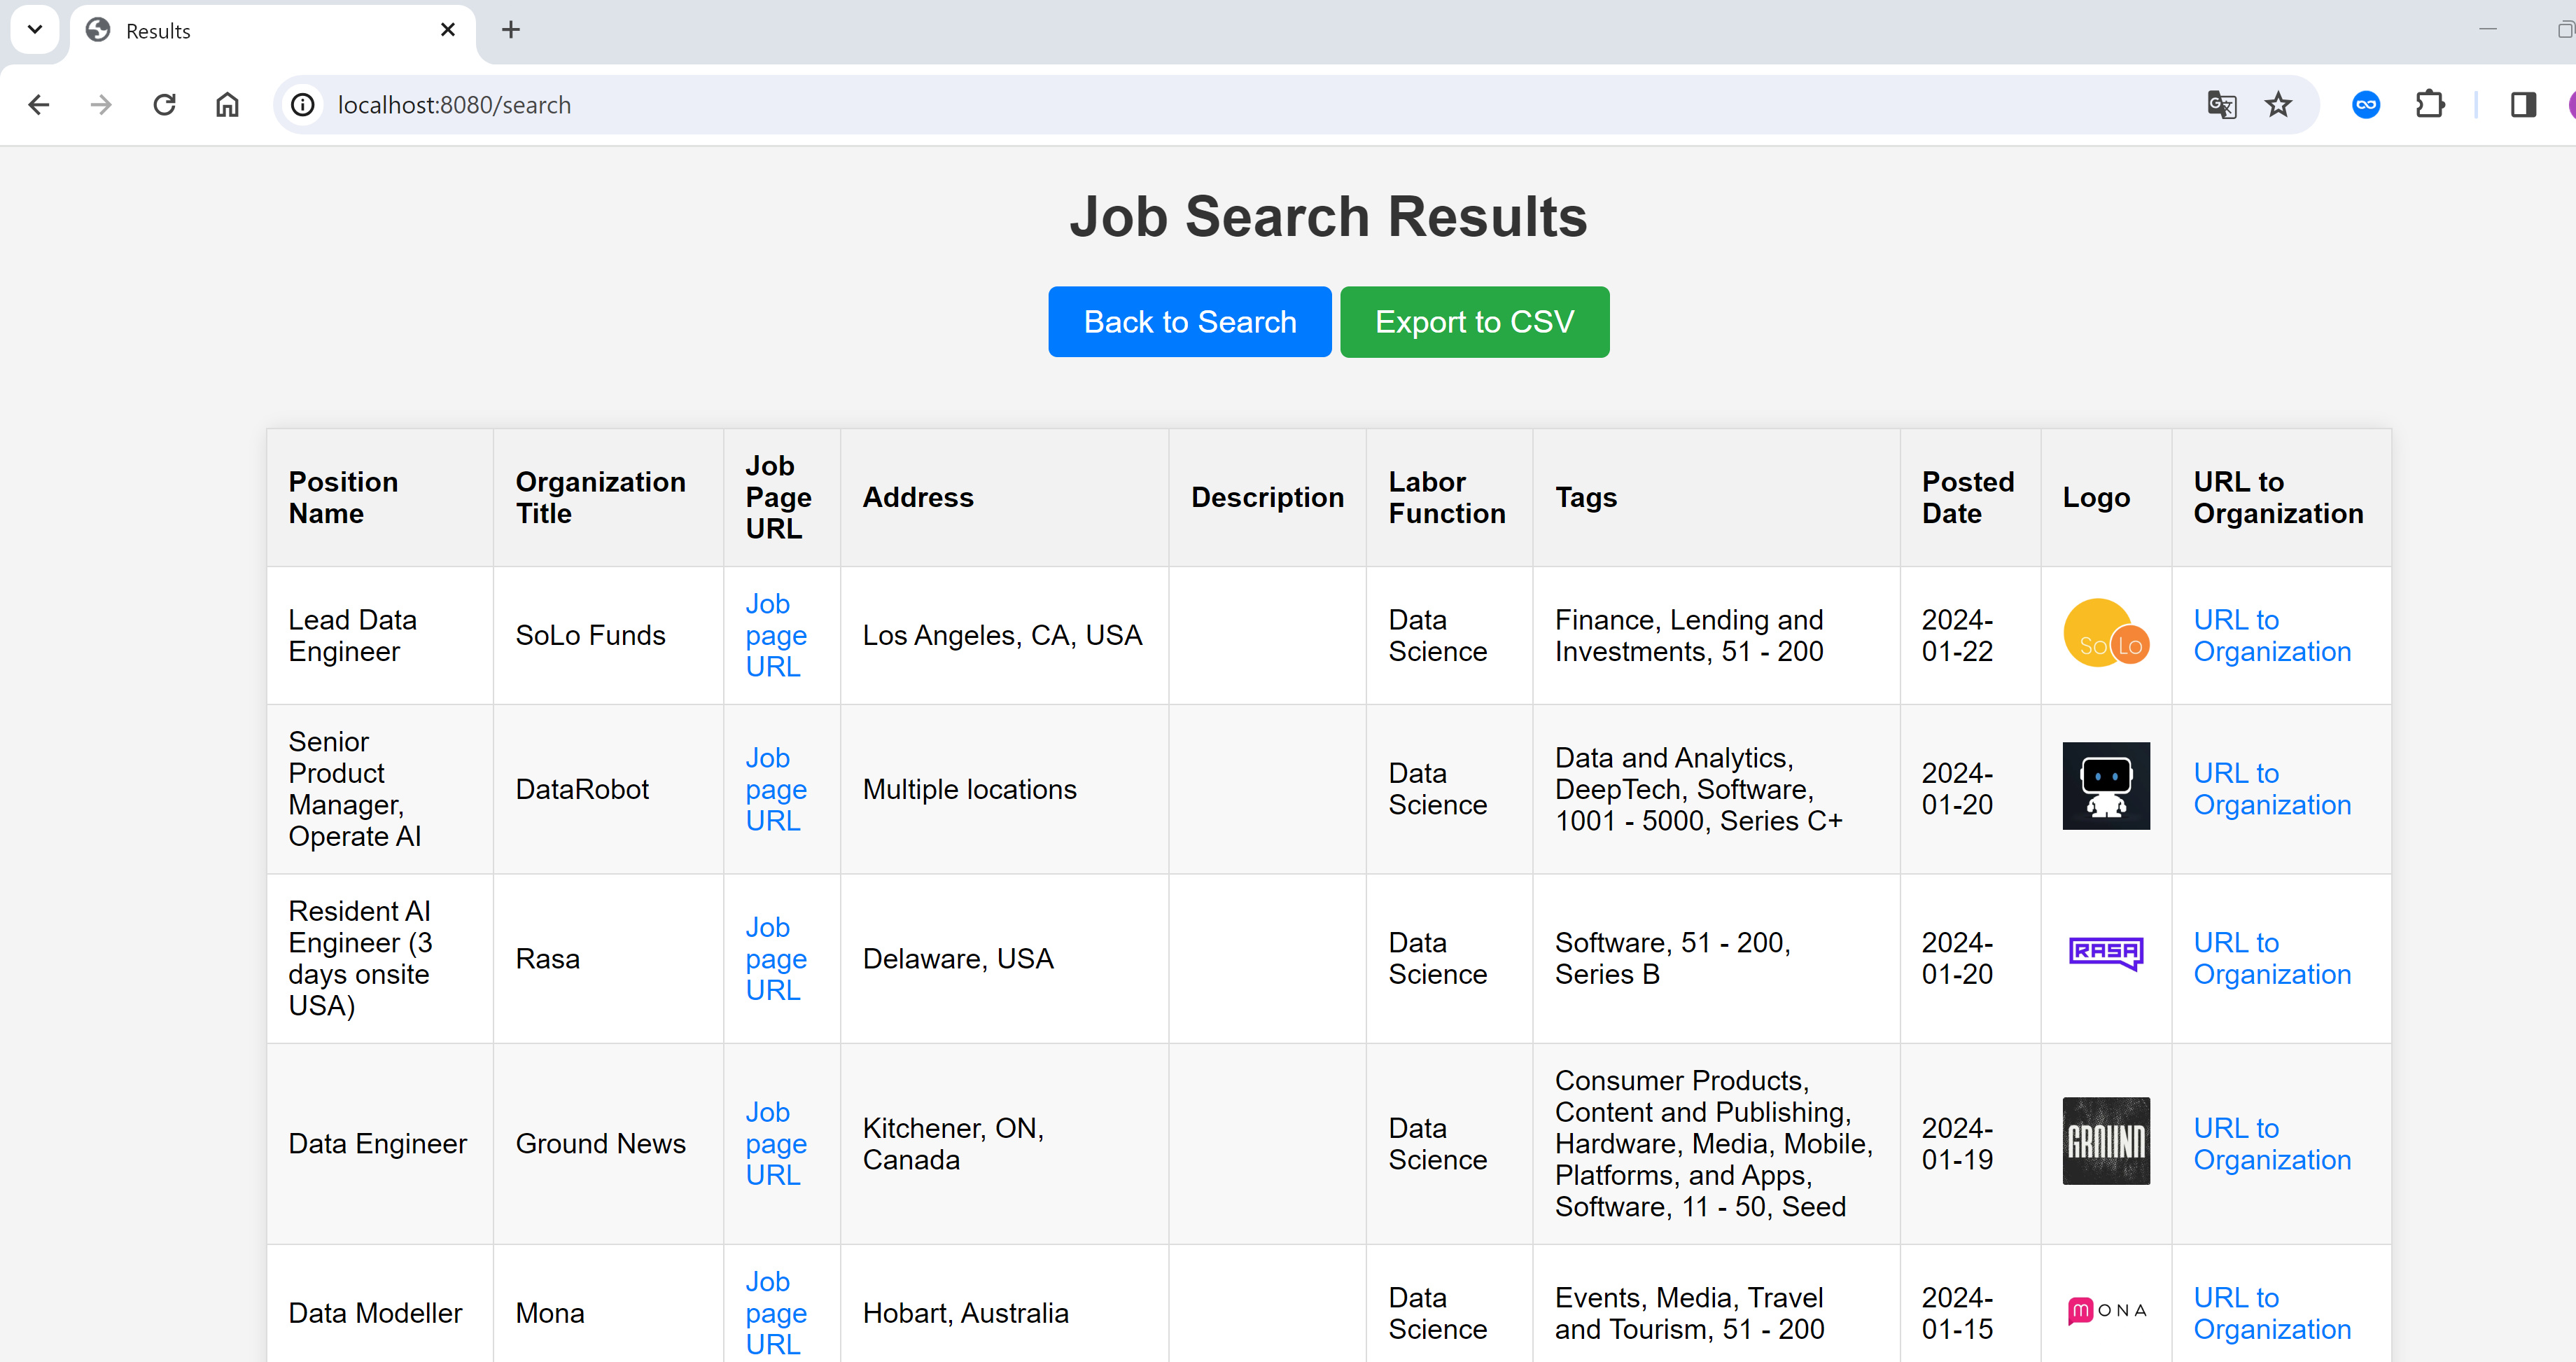 Results
localhost:8080/search
Job Search Results
Back to Search
Export to CSV
Position
Name
Organization
Title
Job
Page
URL
Address
Description
Labor
Function
Tags
Posted
Date
Logo
URL to
Organization
Lead Data
Engineer
SoLo Funds
Job
page
URL
Los Angeles, CA, USA
Data
Science
Finance, Lending and
Investments, 51 - 200
2024-
01-22
SoLo
URL to
Organization
Senior
Product
Manager,
Operate AI
DataRobot
Job
page
URL
Multiple locations
Data
Science
Data and Analytics,
DeepTech, Software,
1001 - 5000, Series C+
2024-
01-20
URL to
Organization
Resident AI
Engineer (3
days onsite
USA)
Rasa
Job
page
URL
Delaware, USA
Data
Science
Software, 51 - 200,
Series B
2024-
01-20
RASA
URL to
Organization
Data Engineer
Ground News
Job
page
URL
Kitchener, ON,
Canada
Data
Science
Consumer Products,
Content and Publishing,
Hardware, Media, Mobile,
Platforms, and Apps,
Software, 11 - 50, Seed
2024-
01-19
GROUND
URL to
Organization
Data Modeller
Mona
Job
page
URL
Hobart, Australia
Data
Science
Events, Media, Travel
and Tourism, 51 - 200
2024-
01-15
m ONA
URL to
Organization